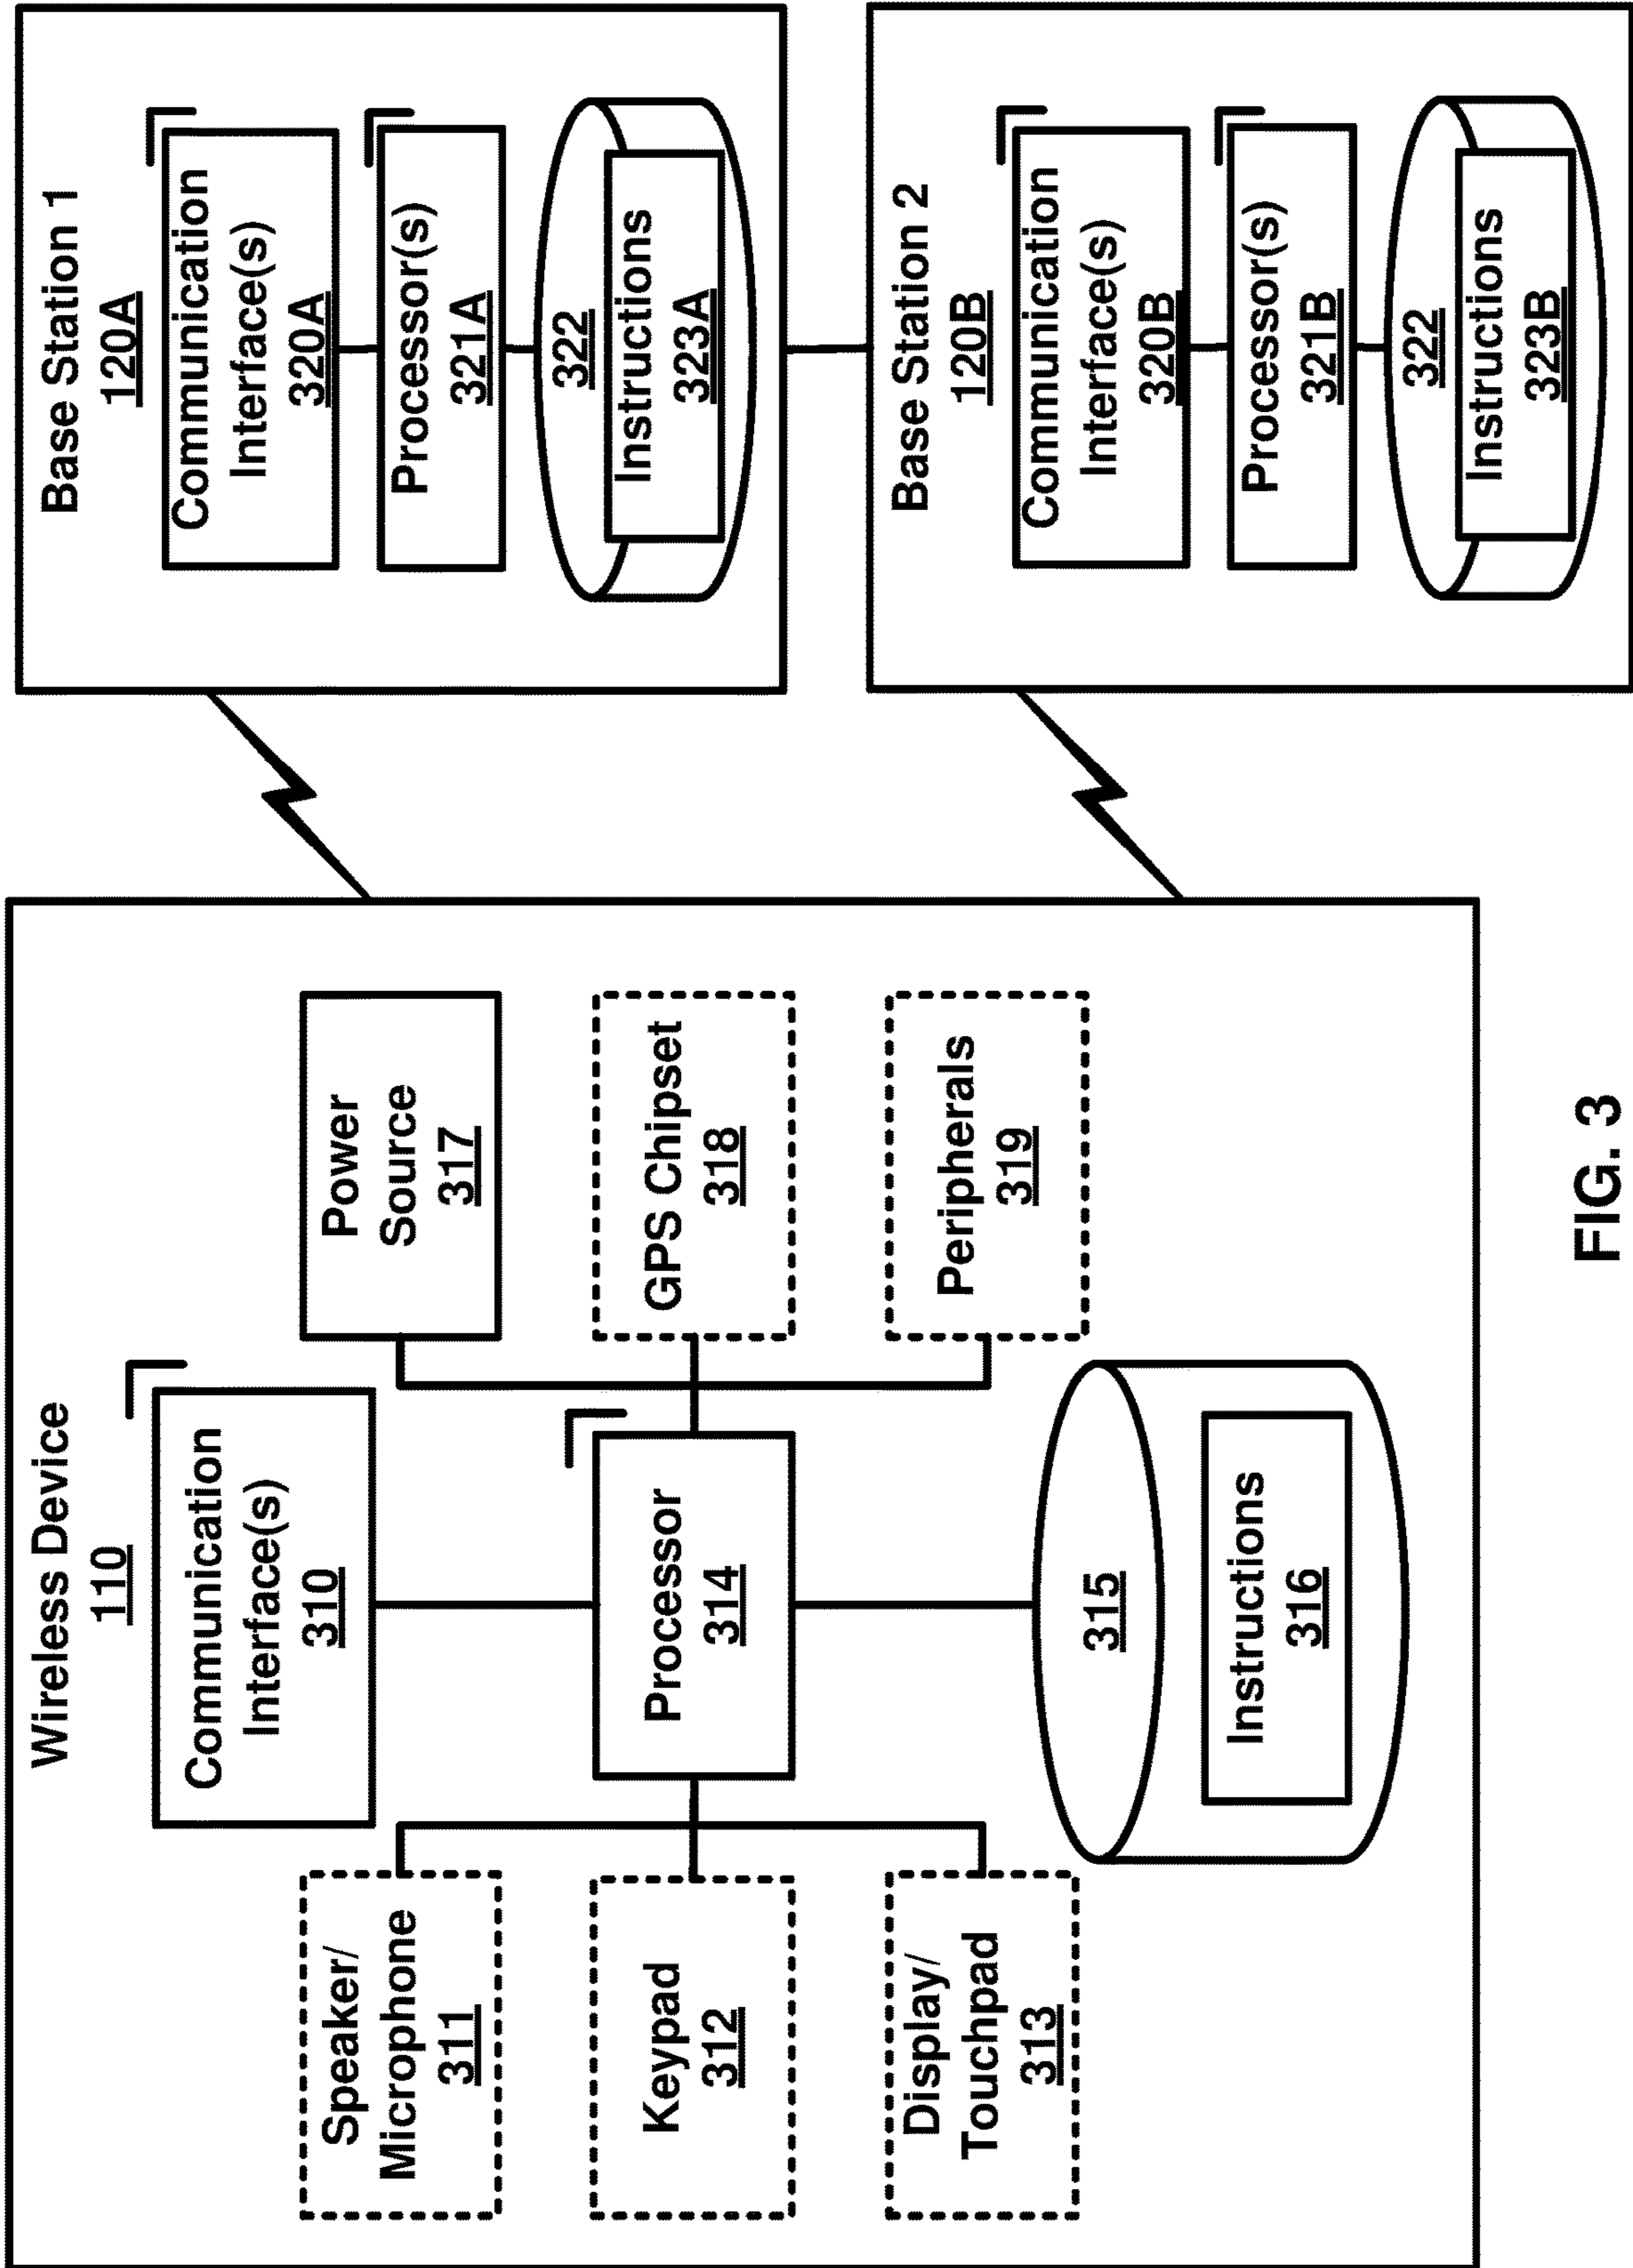 Wireless Device
110
Communication
Interface(s)
310
Speaker/
Microphone
311
Keypad
312
Display/
Touchpad
313
Processor
314
Power
Source
317
GPS Chipset
318
Peripherals
319
315
Instructions
316
Base Station 1
120A
Communication
Interface(s)
320A
Processor(s)
321A
322
Instructions
323A
Base Station 2
120B
Communication
Interface(s)
320B
Processor(s)
321B
322
Instructions
323B
FIG. 3